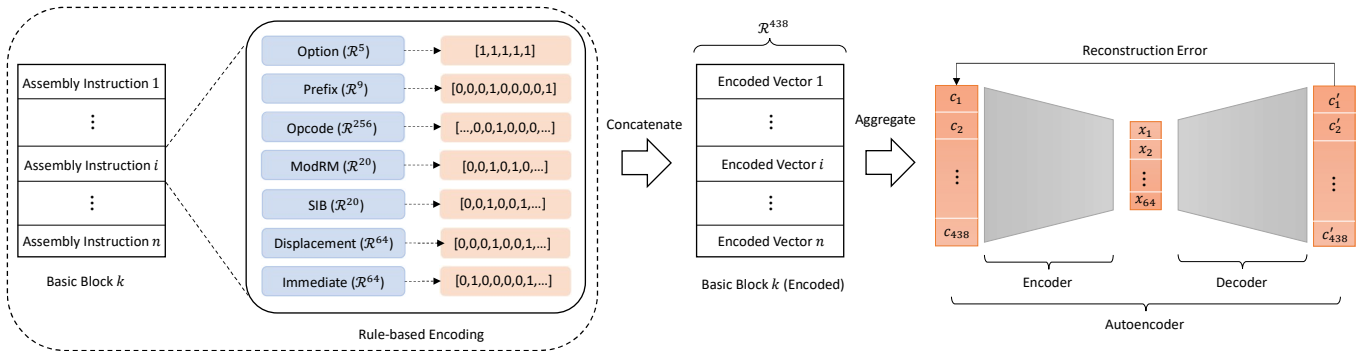 Assembly Instruction 1
⋮
Assembly Instruction i
⋮
Assembly Instruction n
Basic Block k
Option (ℛ⁵)
[1,1,1,1,1]
Prefix (ℛ⁹)
[0,0,0,1,0,0,0,0,1]
Opcode (ℛ²⁵⁶)
[…,0,0,1,0,0,0,…]
ModRM (ℛ²⁰)
[0,0,1,0,1,0,…]
SIB (ℛ²⁰)
[0,0,1,0,0,1,…]
Displacement (ℛ⁶⁴)
[0,0,0,1,0,0,1,…]
Immediate (ℛ⁶⁴)
[0,1,0,0,0,0,1,…]
Rule-based Encoding
Concatenate
ℛ⁴³⁸
Encoded Vector 1
⋮
Encoded Vector i
⋮
Encoded Vector n
Basic Block k (Encoded)
Aggregate
Reconstruction Error
c₁
c₂
⋮
c₄₃₈
x₁
x₂
⋮
x₆₄
c′₁
c′₂
⋮
c′₄₃₈
Encoder
Decoder
Autoencoder